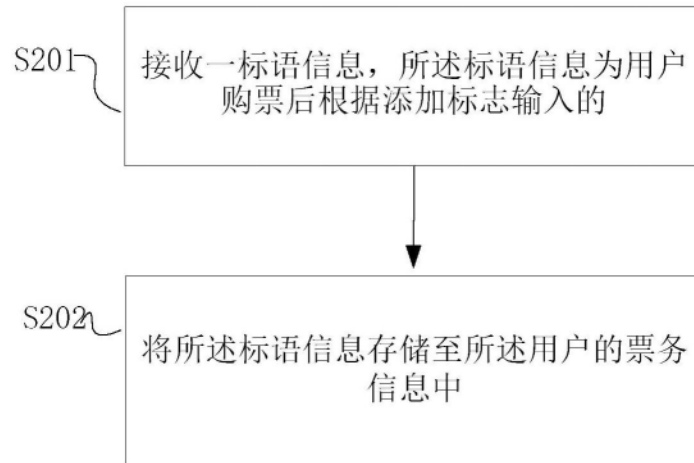 S201
接收一标语信息，所述标语信息为用户
购票后根据添加标志输入的
S202
将所述标语信息存储至所述用户的票务
信息中